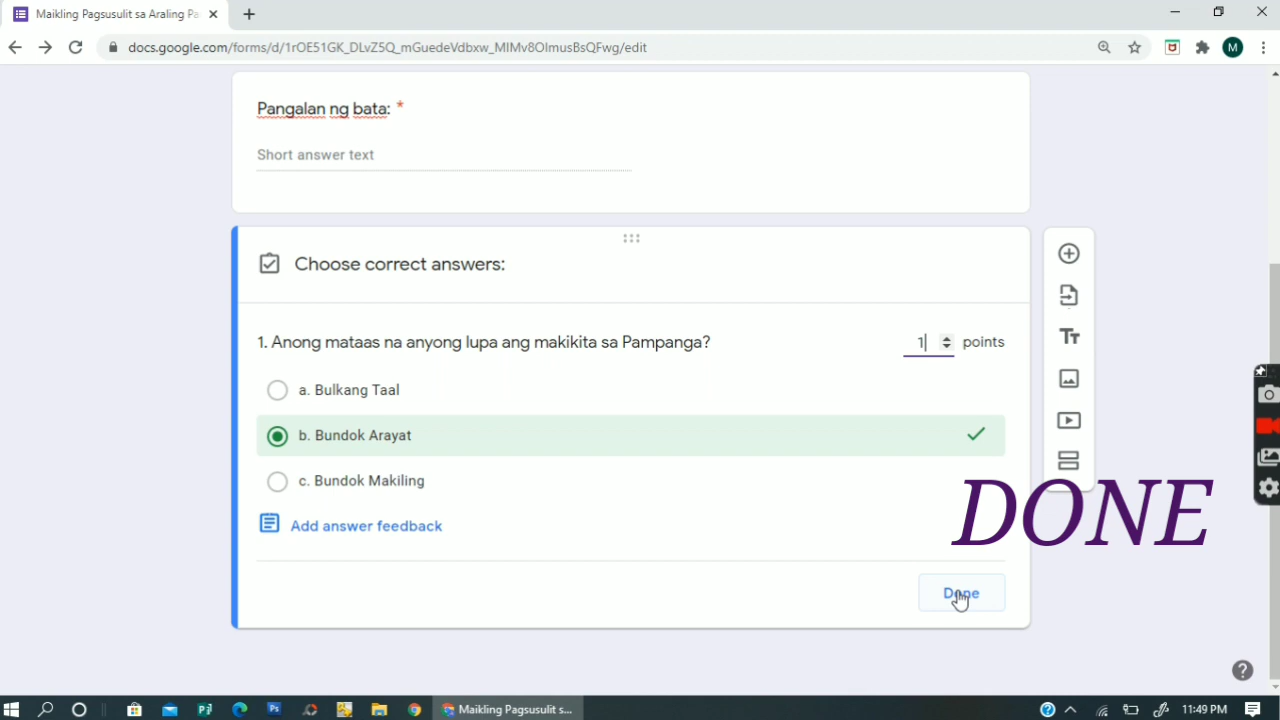 Maikling Pagsusulit sa Araling Pa
docs.google.com/forms/d/1rOE51GK_DLvZ5Q_mGuedeVdbxw_MIMv8OImusBsQFwg/edit
M
Pangalan ng bata: *
Short answer text
Choose correct answers:
1. Anong mataas na anyong lupa ang makikita sa Pampanga?
1 points
a. Bulkang Taal
b. Bundok Arayat
c. Bundok Makiling
Add answer feedback
DONE
Done
Maikling Pagsusulit s...
11:49 PM